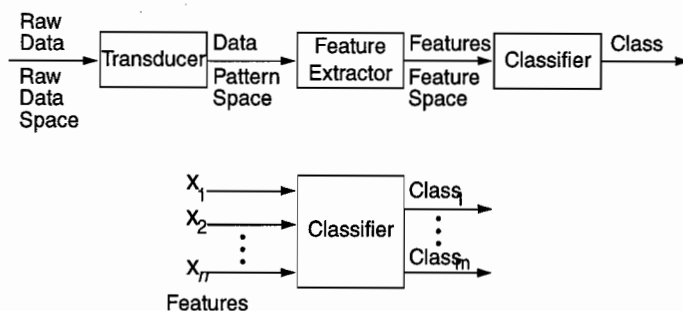 Raw
Data
Transducer
Data
Feature
Extractor
Features
Classifier
Class
Raw
Data
Space
Pattern
Space
Feature
Space
X1
Class1
X2
Classifier
Xn
Classm
Features